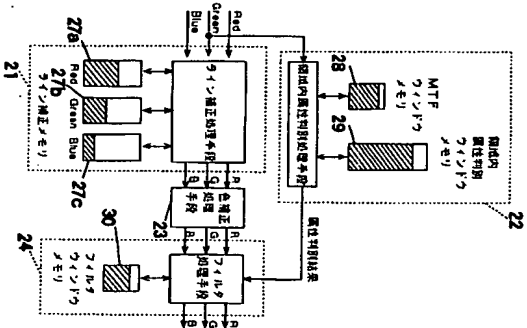 Red
Green
Blue
27a
Red
27b
Green
Blue
27c
ライン補正メモリ
21
ライン補正処理手段
B
G
R
23
色補正
処理
手段
B
G
R
24
30
フィルタ
ウィンドウ
メモリ
フィルタ
処理手段
B
G
R
28
MTF
ウィンドウ
メモリ
29
領域内
属性判別
ウィンドウ
メモリ
領域内属性判別処理手段
属性判別結果
22